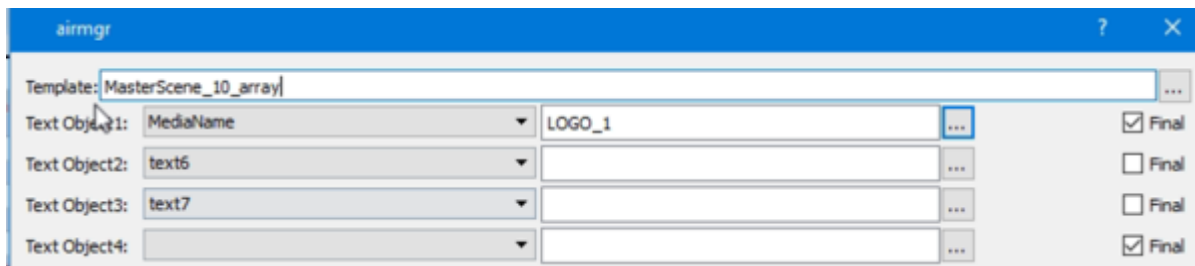 airmgr ? ×
Template: MasterScene_10_array ...
Text Object1: MediaName LOGO_1 ... Final
Text Object2: text6 ... Final
Text Object3: text7 ... Final
Text Object4: ... Final